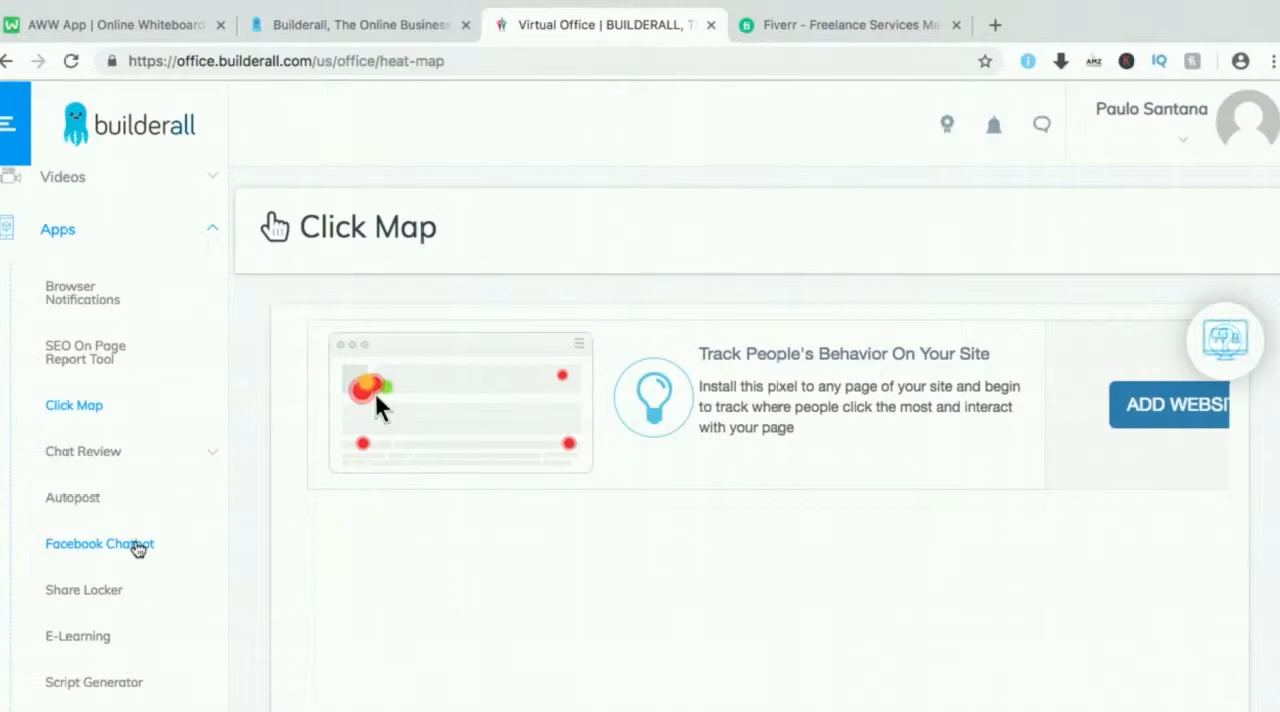 AWW App | Online Whiteboard
Builderall, The Online Business
Virtual Office | BUILDERALL, T
Fiverr - Freelance Services Ma
https://office.builderall.com/us/office/heat-map
AMZ
K
IQ
builderall
Paulo Santana
Videos
Apps
Browser
Notifications
SEO On Page
Report Tool
Click Map
Chat Review
Autopost
Facebook Chatbot
Share Locker
E-Learning
Script Generator
Click Map
Track People's Behavior On Your Site
Install this pixel to any page of your site and begin
to track where people click the most and interact
with your page
ADD WEBSI